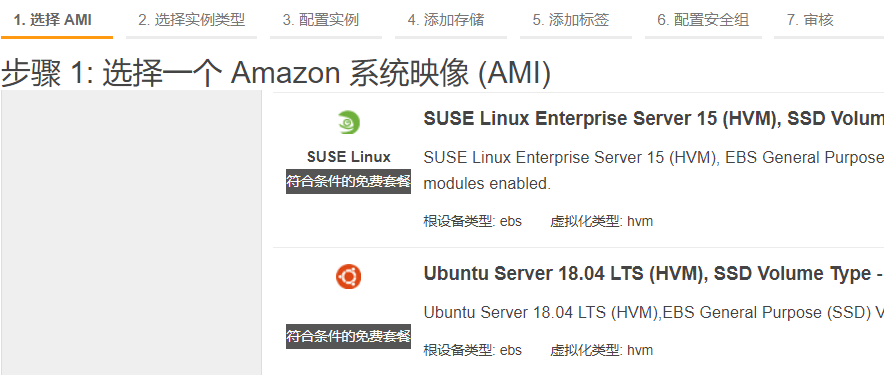 1. 选择 AMI 2. 选择实例类型 3. 配置实例 4. 添加存储 5. 添加标签 6. 配置安全组 7. 审核
步骤 1: 选择一个 Amazon 系统映像 (AMI)
SUSE Linux
符合条件的免费套餐
SUSE Linux Enterprise Server 15 (HVM), SSD Volum
SUSE Linux Enterprise Server 15 (HVM), EBS General Purpose
modules enabled.
根设备类型: ebs 虚拟化类型: hvm
符合条件的免费套餐
Ubuntu Server 18.04 LTS (HVM), SSD Volume Type -
Ubuntu Server 18.04 LTS (HVM),EBS General Purpose (SSD) V
根设备类型: ebs 虚拟化类型: hvm